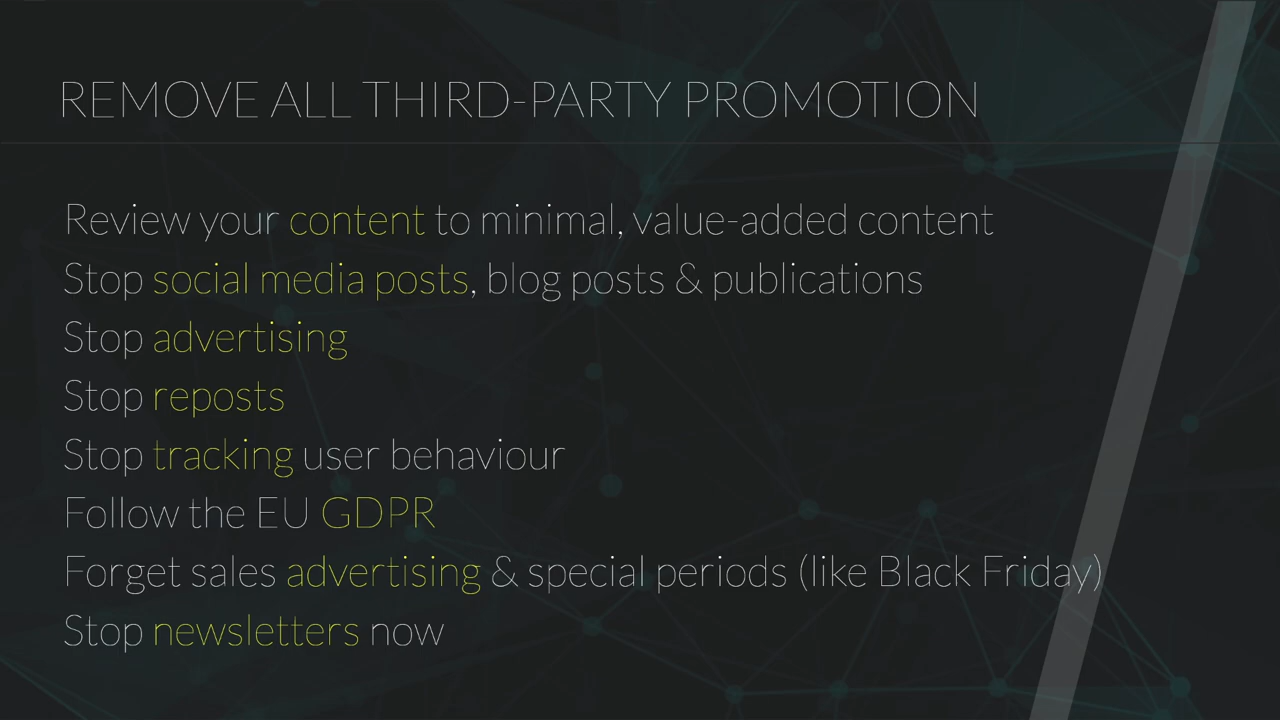 REMOVE ALL THIRD-PARTY PROMOTION
Review your content to minimal, value-added content
Stop social media posts, blog posts & publications
Stop advertising
Stop reposts
Stop tracking user behaviour
Follow the EU GDPR
Forget sales advertising & special periods (like Black Friday)
Stop newsletters now